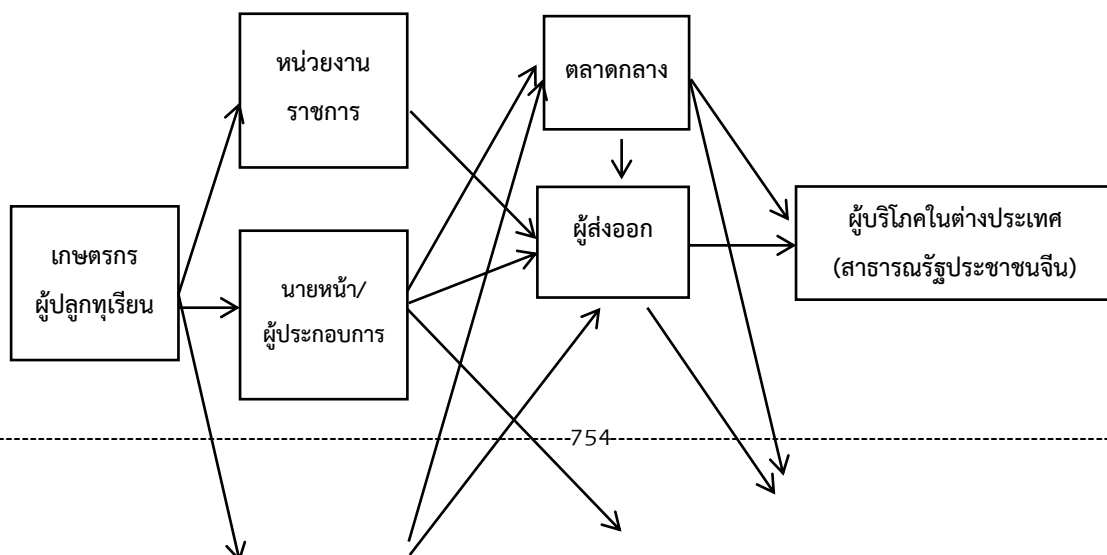 หน่วยงาน
ราชการ
ตลาดกลาง
เกษตรกร
ผู้ปลูกทุเรียน
นายหน้า/
ผู้ประกอบการ
ผู้ส่งออก
ผู้บริโภคในต่างประเทศ
(สาธารณรัฐประชาชนจีน)
754